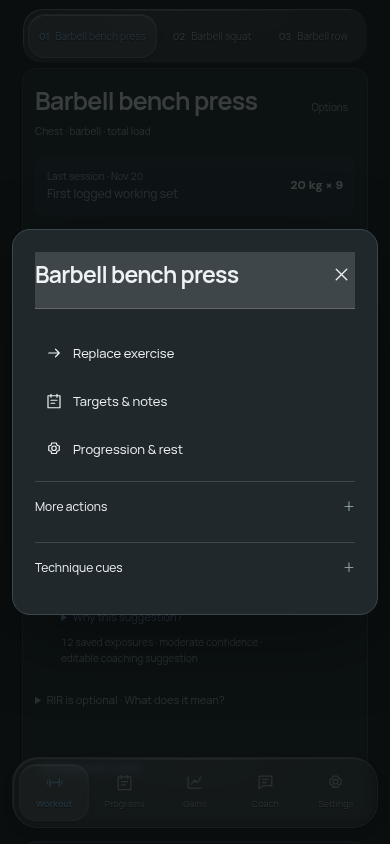 01 Barbell bench press
02 Barbell squat
03 Barbell row
Barbell bench press
Options
Chest · barbell · total load
Last session · Nov 20
First logged working set
20 kg × 9
Barbell bench press
Replace exercise
Targets & notes
Progression & rest
More actions
Technique cues
Why this suggestion?
12 saved exposures · moderate confidence ·
editable coaching suggestion
RIR is optional · What does it mean?
Workout
Programs
Gains
Coach
Settings